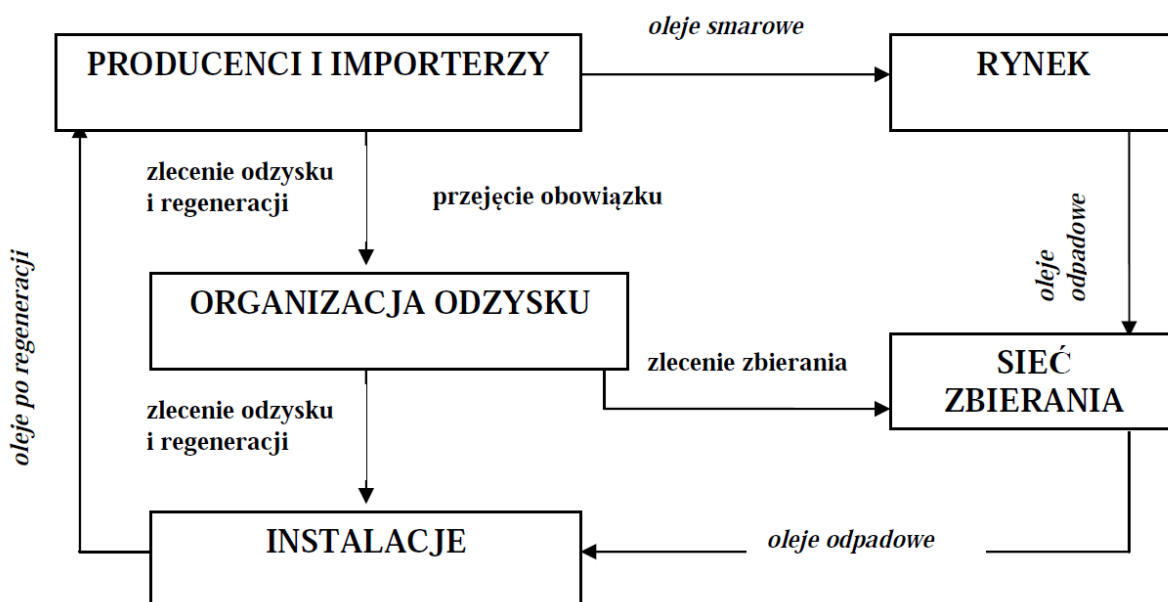 oleje smarowe
PRODUCENCI I IMPORTERZY
RYNEK
zlecenie odzysku
i regeneracji
przejęcie obowiązku
oleje po regeneracji
oleje
odpadowe
ORGANIZACJA ODZYSKU
zlecenie zbierania
SIEĆ
ZBIERANIA
zlecenie odzysku
i regeneracji
INSTALACJE
oleje odpadowe